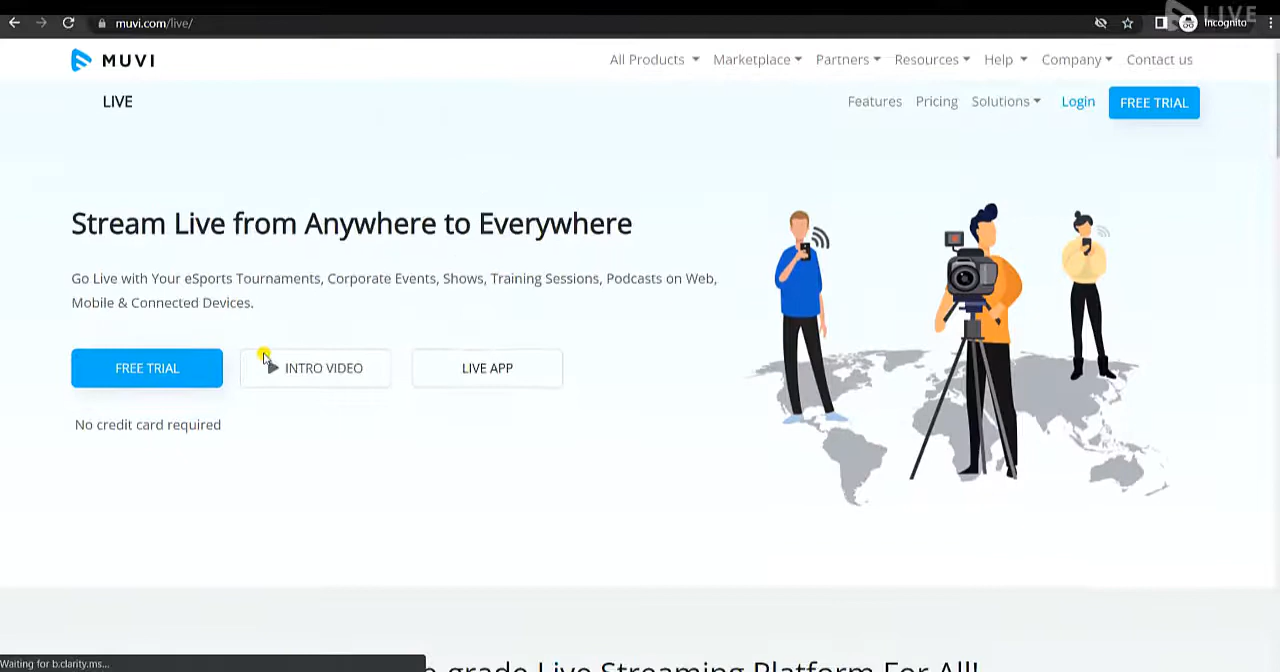 LIVE
muvi.com/live/
Incognito
MUVI
All Products Marketplace Partners Resources Help Company Contact us
LIVE
Features Pricing Solutions Login FREE TRIAL
Stream Live from Anywhere to Everywhere
Go Live with Your eSports Tournaments, Corporate Events, Shows, Training Sessions, Podcasts on Web,
Mobile & Connected Devices.
FREE TRIAL INTRO VIDEO LIVE APP
No credit card required
Waiting for b.clarity.ms...
-grade Live Streaming Platform For All!